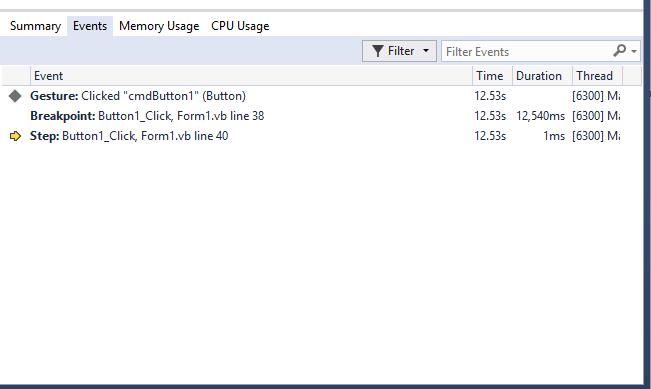 Summary Events Memory Usage CPU Usage
Filter Filter Events
Event Time Duration Thread
Gesture: Clicked "cmdButton1" (Button) 12.53s [6300] Ma
Breakpoint: Button1_Click, Form1.vb line 38 12.53s 12,540ms [6300] Ma
Step: Button1_Click, Form1.vb line 40 12.53s 1ms [6300] Ma